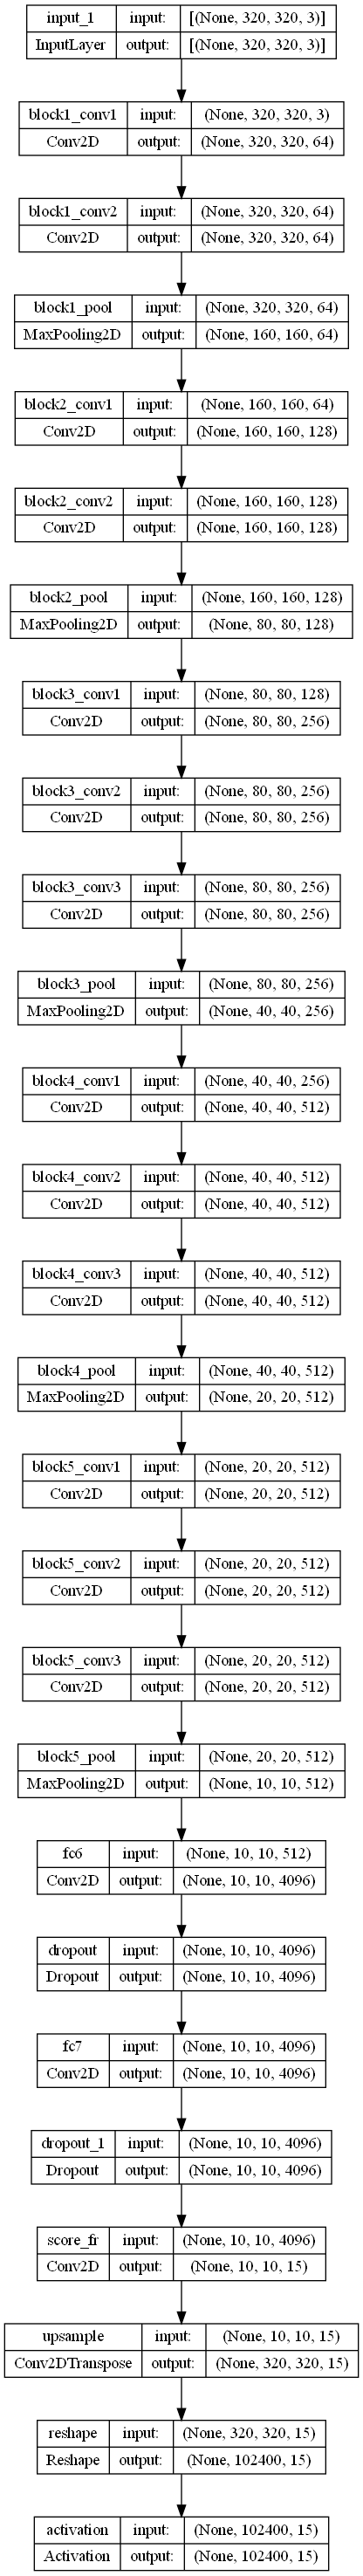 input_1 input: [(None, 320, 320, 3)]
InputLayer output: [(None, 320, 320, 3)]
block1_conv1 input: (None, 320, 320, 3)
Conv2D output: (None, 320, 320, 64)
block1_conv2 input: (None, 320, 320, 64)
Conv2D output: (None, 320, 320, 64)
block1_pool input: (None, 320, 320, 64)
MaxPooling2D output: (None, 160, 160, 64)
block2_conv1 input: (None, 160, 160, 64)
Conv2D output: (None, 160, 160, 128)
block2_conv2 input: (None, 160, 160, 128)
Conv2D output: (None, 160, 160, 128)
block2_pool input: (None, 160, 160, 128)
MaxPooling2D output: (None, 80, 80, 128)
block3_conv1 input: (None, 80, 80, 128)
Conv2D output: (None, 80, 80, 256)
block3_conv2 input: (None, 80, 80, 256)
Conv2D output: (None, 80, 80, 256)
block3_conv3 input: (None, 80, 80, 256)
Conv2D output: (None, 80, 80, 256)
block3_pool input: (None, 80, 80, 256)
MaxPooling2D output: (None, 40, 40, 256)
block4_conv1 input: (None, 40, 40, 256)
Conv2D output: (None, 40, 40, 512)
block4_conv2 input: (None, 40, 40, 512)
Conv2D output: (None, 40, 40, 512)
block4_conv3 input: (None, 40, 40, 512)
Conv2D output: (None, 40, 40, 512)
block4_pool input: (None, 40, 40, 512)
MaxPooling2D output: (None, 20, 20, 512)
block5_conv1 input: (None, 20, 20, 512)
Conv2D output: (None, 20, 20, 512)
block5_conv2 input: (None, 20, 20, 512)
Conv2D output: (None, 20, 20, 512)
block5_conv3 input: (None, 20, 20, 512)
Conv2D output: (None, 20, 20, 512)
block5_pool input: (None, 20, 20, 512)
MaxPooling2D output: (None, 10, 10, 512)
fc6 input: (None, 10, 10, 512)
Conv2D output: (None, 10, 10, 4096)
dropout input: (None, 10, 10, 4096)
Dropout output: (None, 10, 10, 4096)
fc7 input: (None, 10, 10, 4096)
Conv2D output: (None, 10, 10, 4096)
dropout_1 input: (None, 10, 10, 4096)
Dropout output: (None, 10, 10, 4096)
score_fr input: (None, 10, 10, 4096)
Conv2D output: (None, 10, 10, 15)
upsample input: (None, 10, 10, 15)
Conv2DTranspose output: (None, 320, 320, 15)
reshape input: (None, 320, 320, 15)
Reshape output: (None, 102400, 15)
activation input: (None, 102400, 15)
Activation output: (None, 102400, 15)